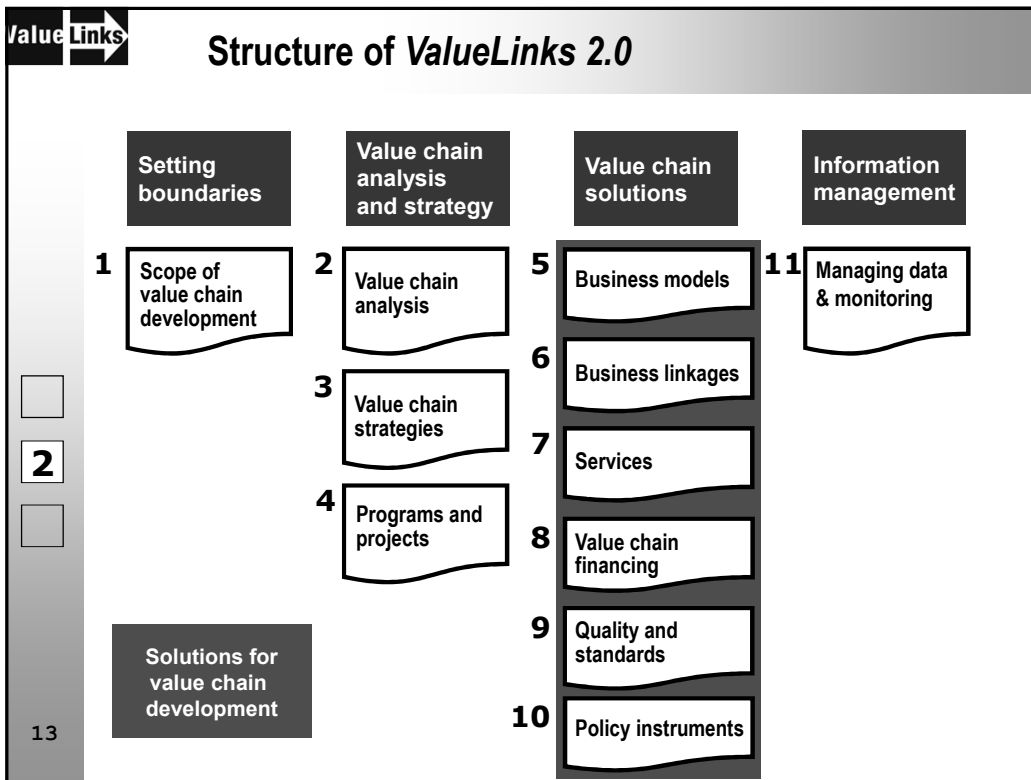 Value Links
Structure of ValueLinks 2.0
Setting
boundaries
Value chain
analysis
and strategy
Value chain
solutions
Information
management
1
Scope of
value chain
development
2
Value chain
analysis
3
Value chain
strategies
4
Programs and
projects
5
Business models
6
Business linkages
7
Services
8
Value chain
financing
9
Quality and
standards
10
Policy instruments
11
Managing data
& monitoring
2
Solutions for
value chain
development
13